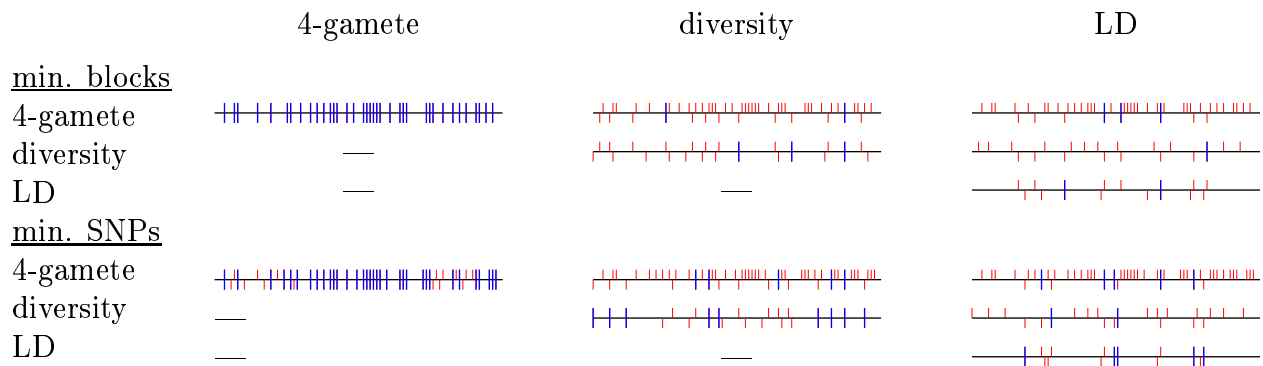 4-gamete diversity LD
min. blocks
4-gamete
diversity
LD
min. SNPs
4-gamete
diversity
LD